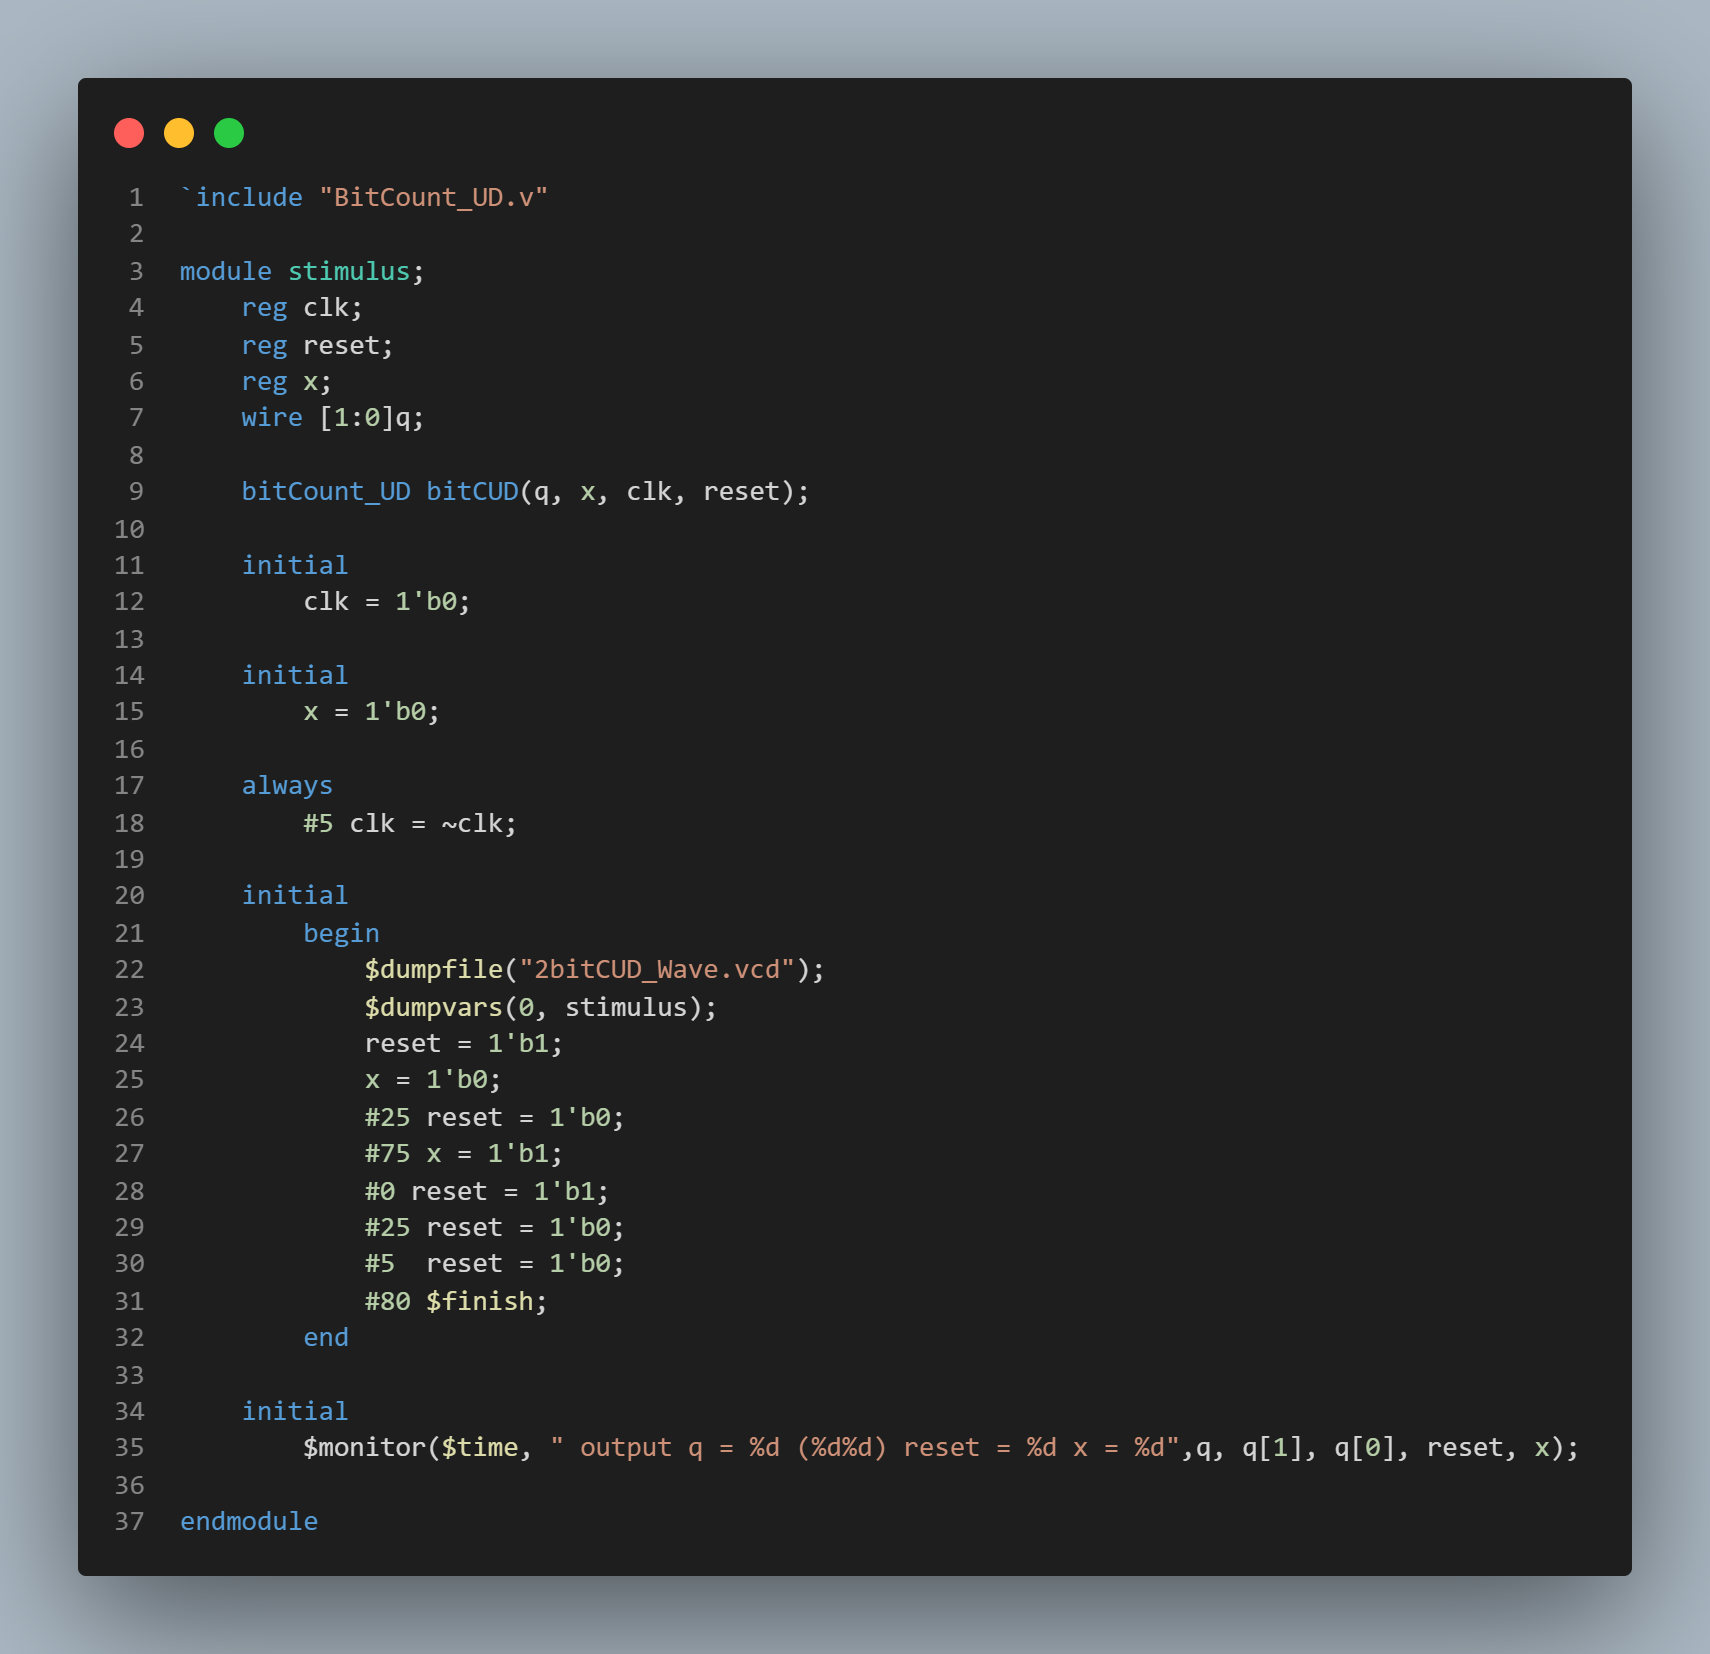 1 `include "BitCount_UD.v"
2
3 module stimulus;
4     reg clk;
5     reg reset;
6     reg x;
7     wire [1:0]q;
8
9     bitCount_UD bitCUD(q, x, clk, reset);
10
11     initial
12         clk = 1'b0;
13
14     initial
15         x = 1'b0;
16
17     always
18         #5 clk = ~clk;
19
20     initial
21         begin
22             $dumpfile("2bitCUD_Wave.vcd");
23             $dumpvars(0, stimulus);
24             reset = 1'b1;
25             x = 1'b0;
26             #25 reset = 1'b0;
27             #75 x = 1'b1;
28             #0 reset = 1'b1;
29             #25 reset = 1'b0;
30             #5  reset = 1'b0;
31             #80 $finish;
32         end
33
34     initial
35         $monitor($time, " output q = %d (%d%d) reset = %d x = %d",q, q[1], q[0], reset, x);
36
37 endmodule